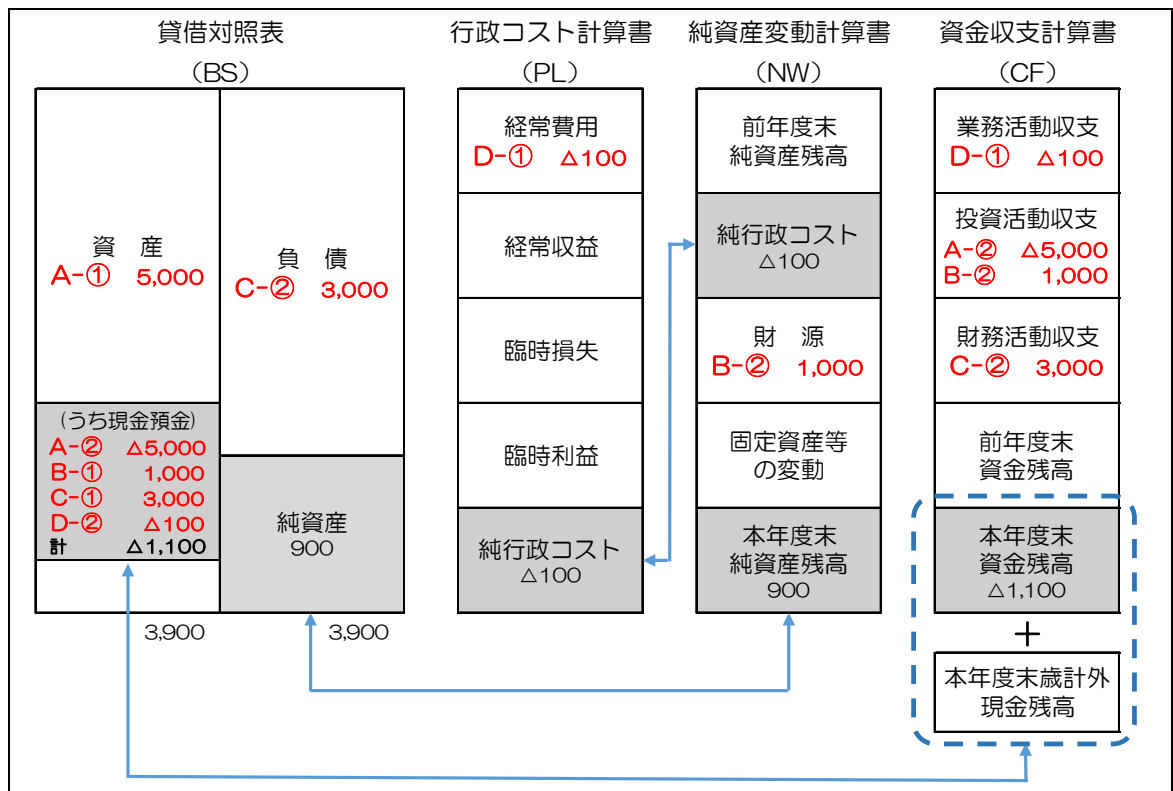 貸借対照表
（BS）
資　産
A-① 5,000
(うち現金預金)
A-② △5,000
B-① 1,000
C-① 3,000
D-② △100
計 △1,100
3,900
負　債
C-② 3,000
純資産
900
3,900
行政コスト計算書
（PL）
経常費用
D-① △100
経常収益
臨時損失
臨時利益
純行政コスト
△100
純資産変動計算書
（NW）
前年度末
純資産残高
純行政コスト
△100
財　源
B-② 1,000
固定資産等
の変動
本年度末
純資産残高
900
資金収支計算書
（CF）
業務活動収支
D-① △100
投資活動収支
A-② △5,000
B-② 1,000
財務活動収支
C-② 3,000
前年度末
資金残高
本年度末
資金残高
△1,100
＋
本年度末歳計外
現金残高